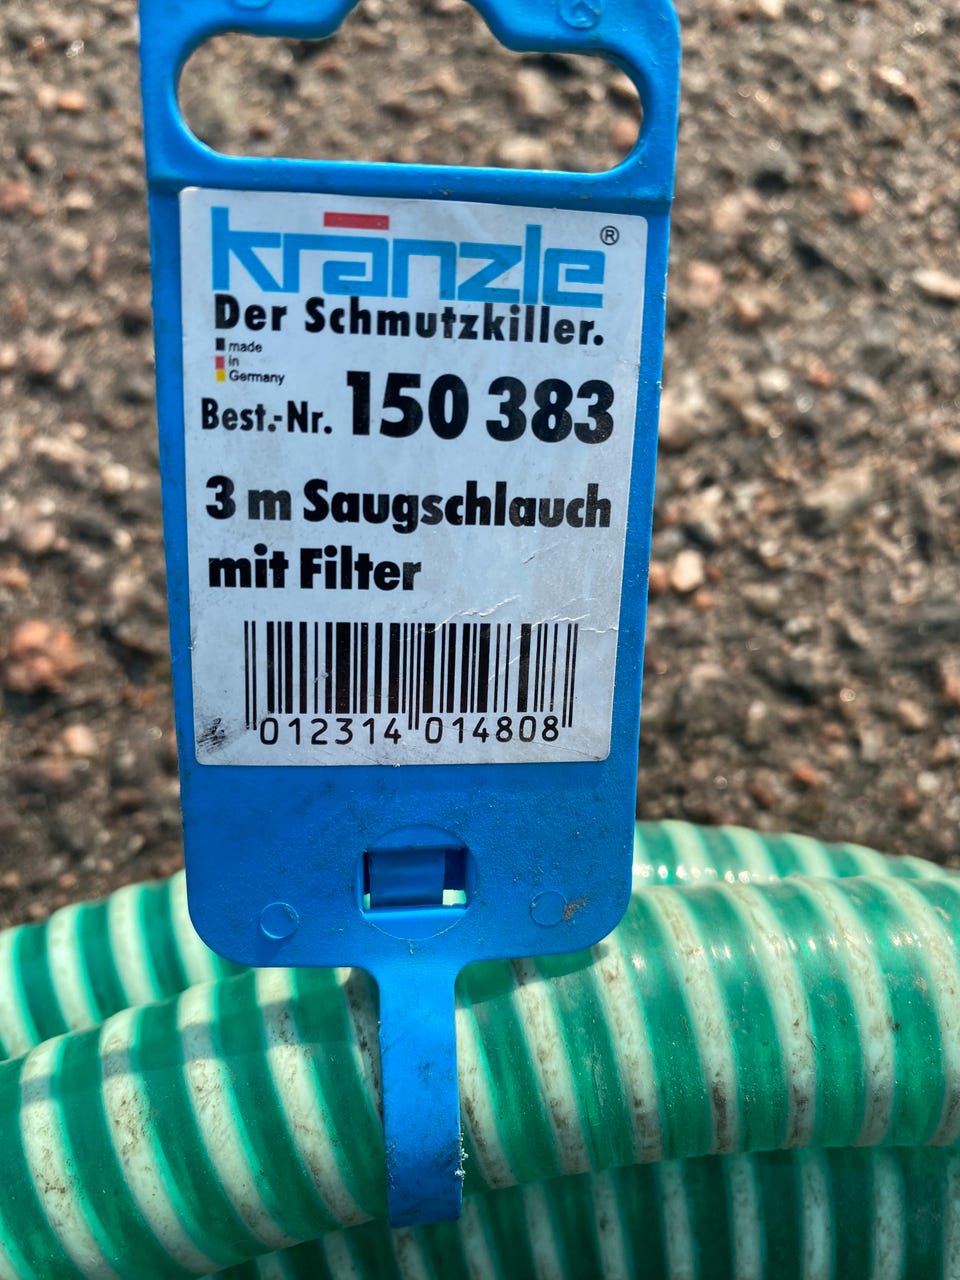 kränzle®
Der Schmutzkiller.
made
in
Germany
Best.-Nr. 150 383
3 m Saugschlauch
mit Filter
012314 014808